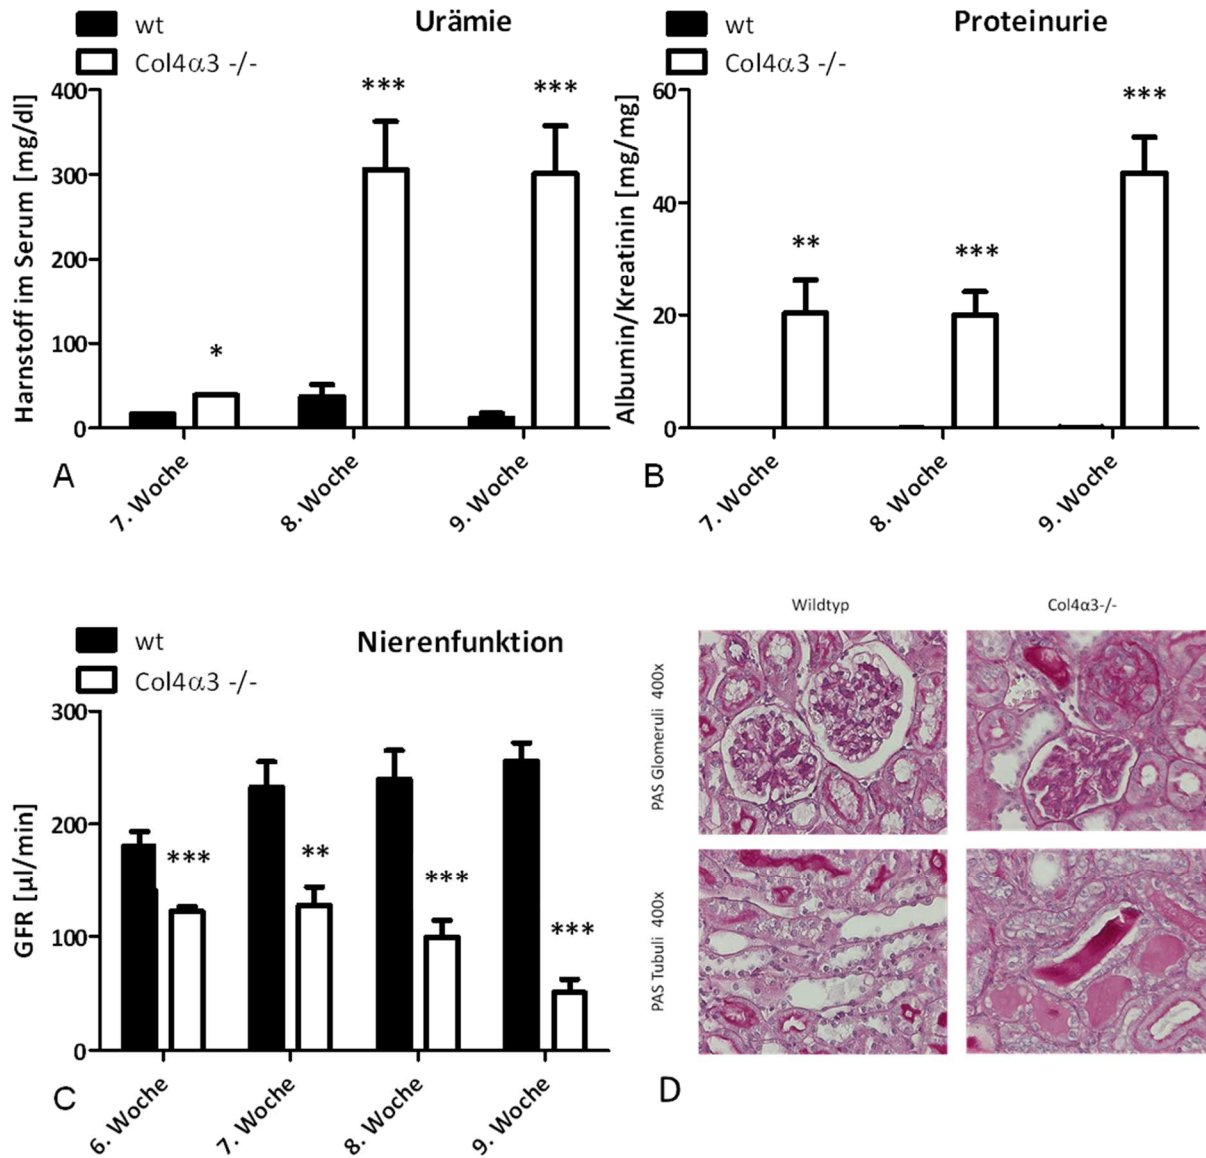 wt
Col4α3 -/-
Urämie
***
***
*
Harnstoff im Serum [mg/dl]
400
300
200
100
0
7. Woche
8. Woche
9. Woche
A
wt
Col4α3 -/-
Proteinurie
***
**
***
Albumin/Kreatinin [mg/mg]
60
40
20
0
7. Woche
8. Woche
9. Woche
B
wt
Col4α3 -/-
Nierenfunktion
***
**
***
***
GFR [µl/min]
300
200
100
0
6. Woche
7. Woche
8. Woche
9. Woche
C
Wildtyp
Col4α3-/-
PAS Glomeruli 400x
PAS Tubuli 400x
D